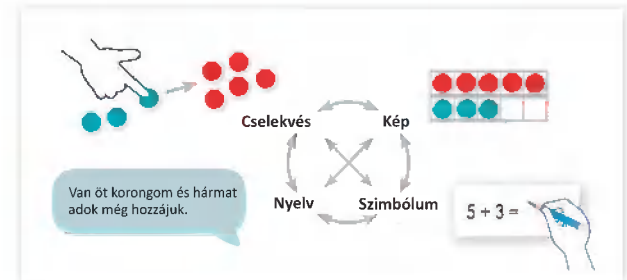 Cselekvés
Kép
Van öt korongom és hármat
adok még hozzájuk.
Nyelv
Szimbólum
5 + 3 =